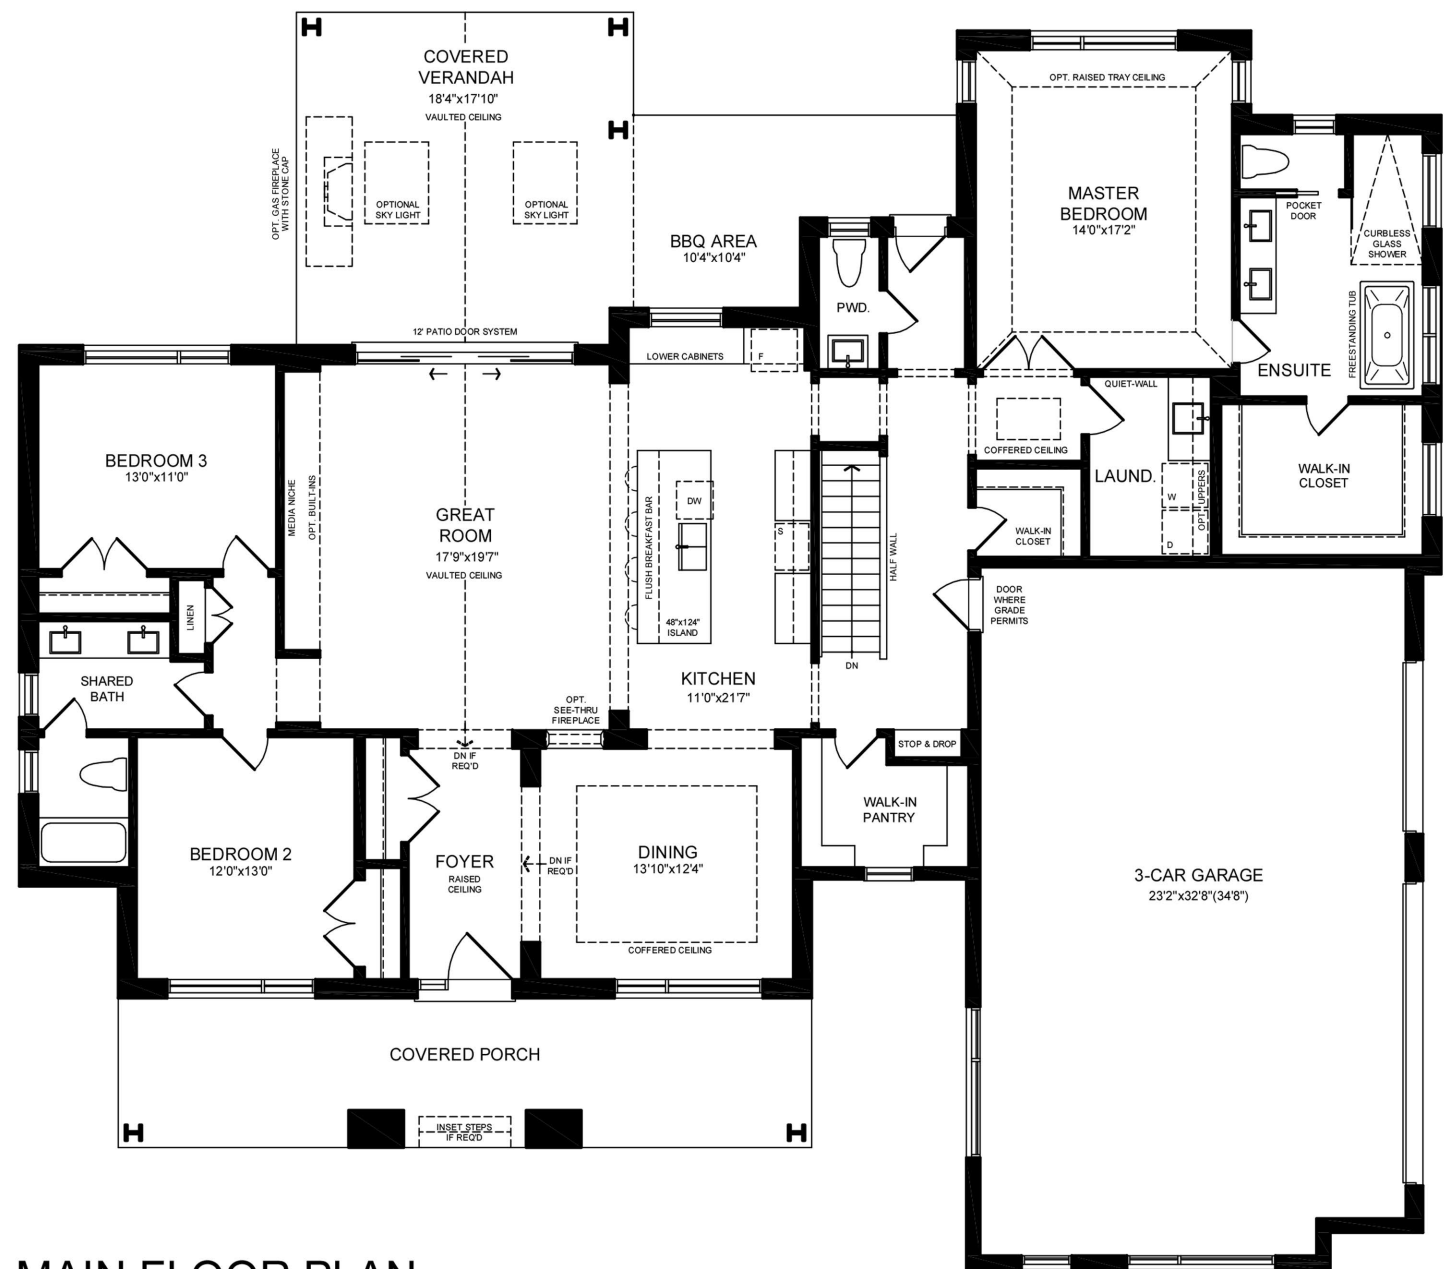 COVERED
VERANDAH
18'4"x17'10"
VAULTED CEILING
OPT. GAS FIREPLACE
WITH STONE CAP
OPTIONAL
SKY LIGHT
OPTIONAL
SKY LIGHT
BBQ AREA
10'4"x10'4"
12' PATIO DOOR SYSTEM
OPT. RAISED TRAY CEILING
MASTER
BEDROOM
14'0"x17'2"
POCKET
DOOR
CURBLESS
GLASS
SHOWER
FREESTANDING TUB
ENSUITE
PWD.
LOWER CABINETS
F
QUIET-WALL
COFFERED CEILING
LAUND.
W
D
OPT. UPPERS
WALK-IN
CLOSET
WALK-IN
CLOSET
BEDROOM 3
13'0"x11'0"
MEDIA NICHE
OPT. BUILT-INS
GREAT
ROOM
17'9"x19'7"
VAULTED CEILING
FLUSH BREAKFAST BAR
DW
48"x124"
ISLAND
S
HALF WALL
DN
DOOR
WHERE
GRADE
PERMITS
LINEN
SHARED
BATH
KITCHEN
11'0"x21'7"
OPT.
SEE-THRU
FIREPLACE
DN IF
REQ'D
STOP & DROP
WALK-IN
PANTRY
BEDROOM 2
12'0"x13'0"
FOYER
RAISED
CEILING
DN IF
REQ'D
DINING
13'10"x12'4"
COFFERED CEILING
3-CAR GARAGE
23'2"x32'8"(34'8")
COVERED PORCH
INSET STEPS
IF REQ'D
MAIN FLOOR PLAN